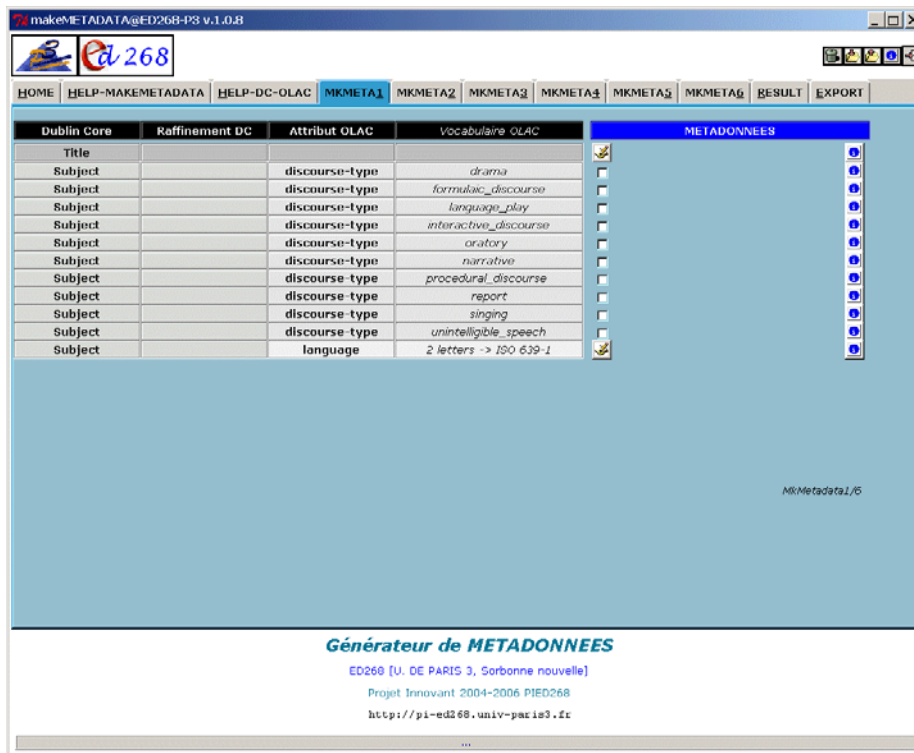 makeMETADATA@ED268-P3 v.1.0.8
ed 268
HOME HELP-MAKEMETADATA HELP-DC-OLAC MKMETA1 MKMETA2 MKMETA3 MKMETA4 MKMETA5 MKMETA6 RESULT EXPORT
Dublin Core Raffinement DC Attribut OLAC Vocabulaire OLAC METADONNEES
Title
Subject discourse-type drama
Subject discourse-type formulaic_discourse
Subject discourse-type language_play
Subject discourse-type interactive_discourse
Subject discourse-type oratory
Subject discourse-type narrative
Subject discourse-type procedural_discourse
Subject discourse-type report
Subject discourse-type singing
Subject discourse-type unintelligible_speech
Subject language 2 letters -> ISO 639-1
MkMetadata1/6
Générateur de METADONNEES
ED268 [U. DE PARIS 3, Sorbonne nouvelle]
Projet Innovant 2004-2006 PIED268
http://pi-ed268.univ-paris3.fr
...